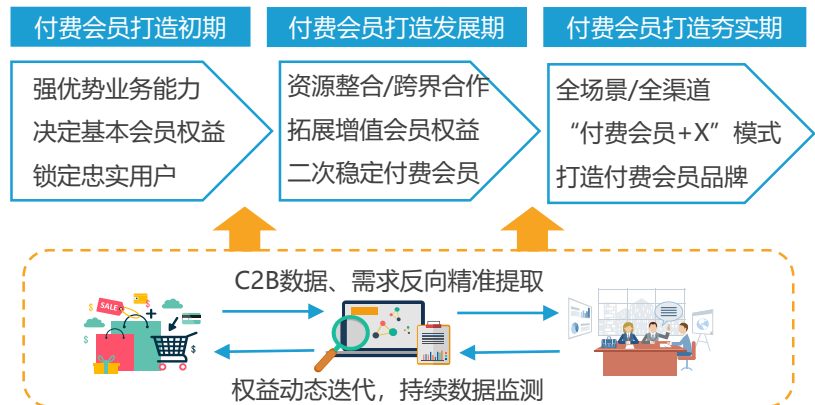 付费会员打造初期
付费会员打造发展期
付费会员打造夯实期
强优势业务能力
决定基本会员权益
锁定忠实用户
资源整合/跨界合作
拓展增值会员权益
二次稳定付费会员
全场景/全渠道
“付费会员+X”模式
打造付费会员品牌
C2B数据、需求反向精准提取
SALE
权益动态迭代，持续数据监测